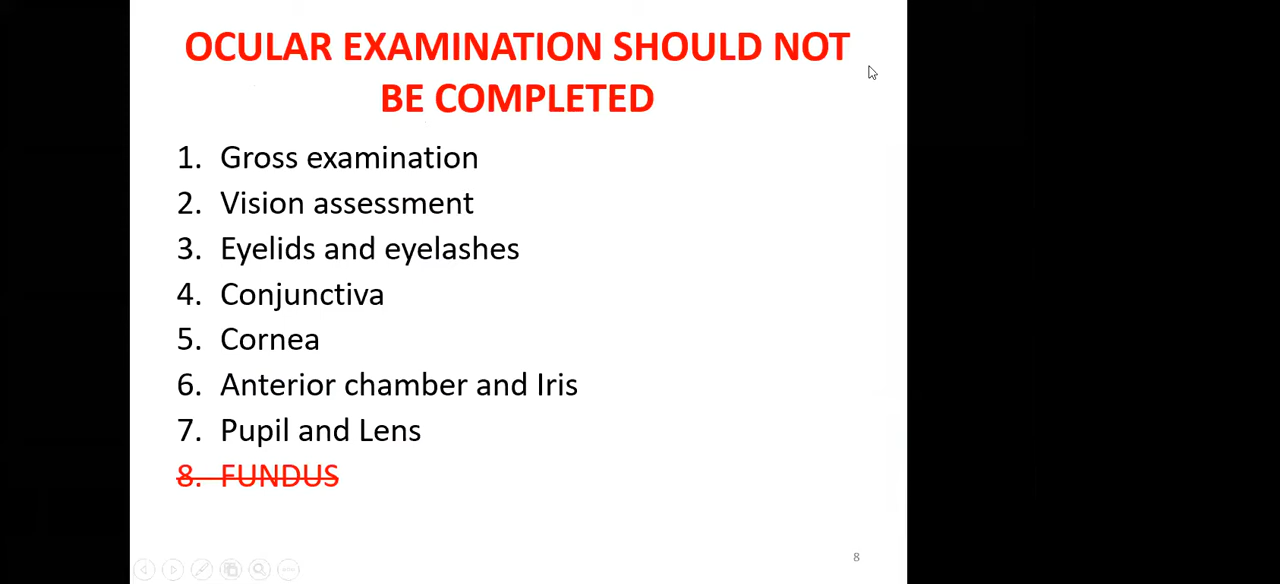 OCULAR EXAMINATION SHOULD NOT
BE COMPLETED
1. Gross examination
2. Vision assessment
3. Eyelids and eyelashes
4. Conjunctiva
5. Cornea
6. Anterior chamber and Iris
7. Pupil and Lens
8. FUNDUS
8